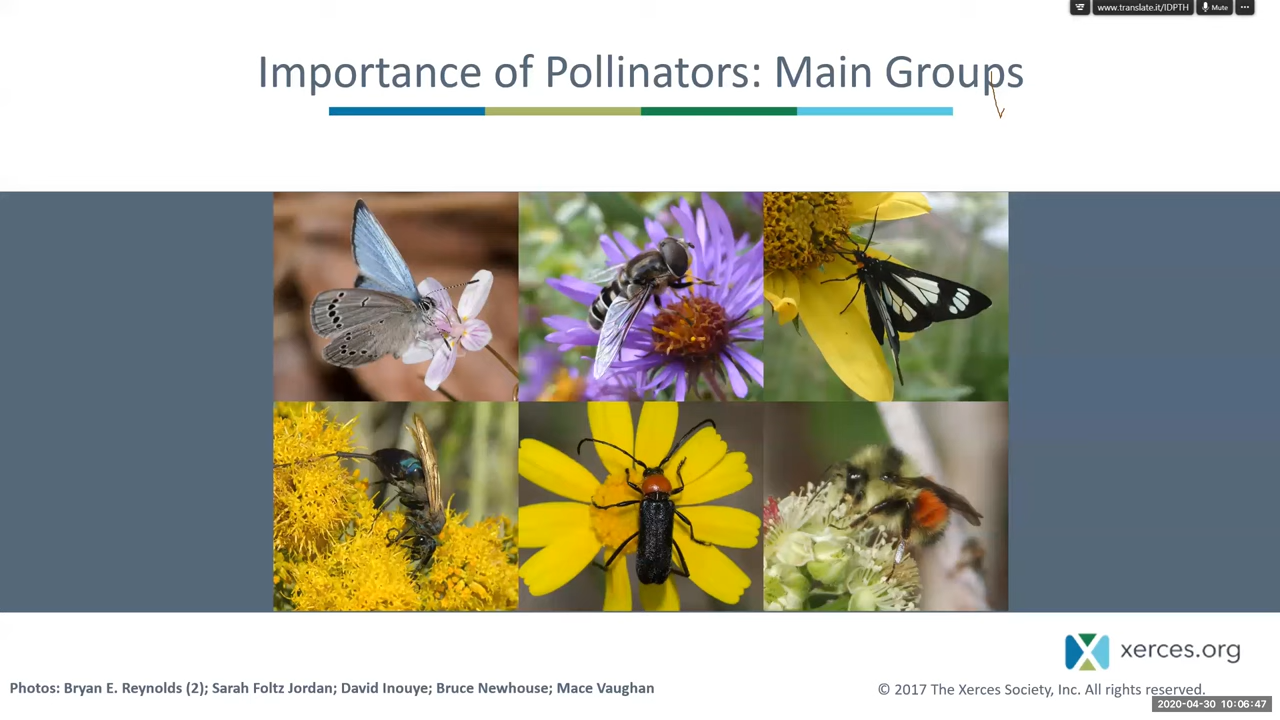 www.translate.it/IDPTH Mute
Importance of Pollinators: Main Groups
xerces.org
Photos: Bryan E. Reynolds (2); Sarah Foltz Jordan; David Inouye; Bruce Newhouse; Mace Vaughan
© 2017 The Xerces Society, Inc. All rights reserved.
2020-04-30 10:06:47